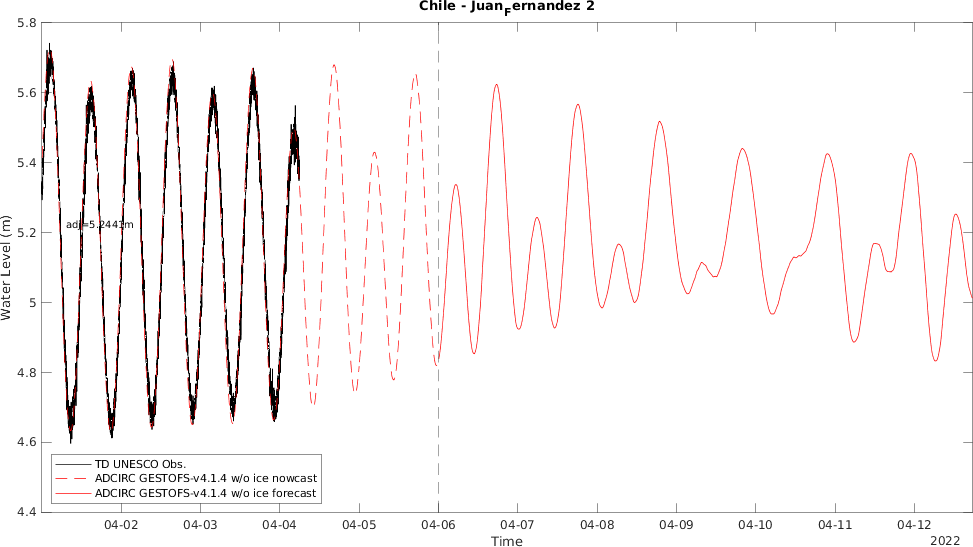 Chile - Juan_Fernandez 2
5.8
5.6
5.4
5.2
5
4.8
4.6
4.4
Water Level (m)
adj=5.2441m
TD UNESCO Obs.
ADCIRC GESTOFS-v4.1.4 w/o ice nowcast
ADCIRC GESTOFS-v4.1.4 w/o ice forecast
04-02
04-03
04-04
04-05
04-06
04-07
04-08
04-09
04-10
04-11
04-12
Time
2022